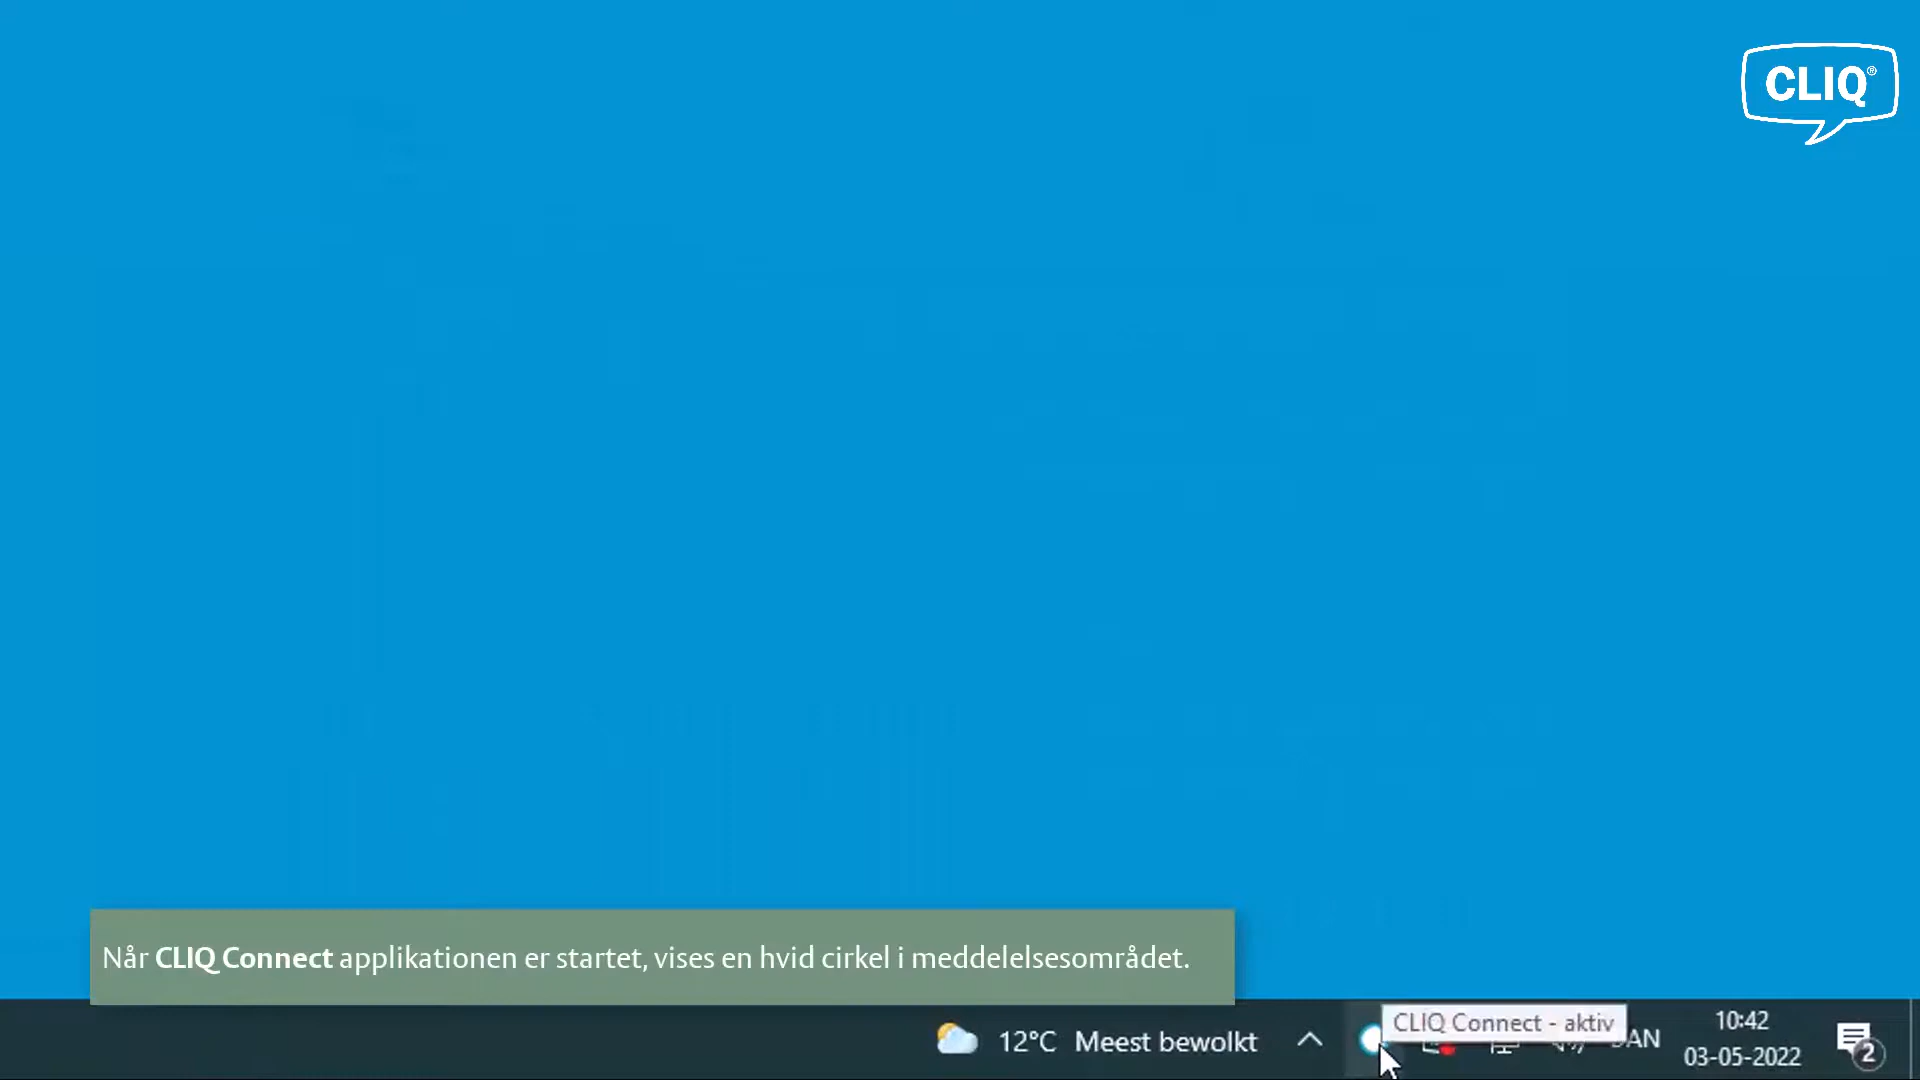 CLIQ®
Når CLIQ Connect applikationen er startet, vises en hvid cirkel i meddelelsesområdet.
12°C Meest bewolkt
CLIQ Connect - aktiv
10:42
03-05-2022
2